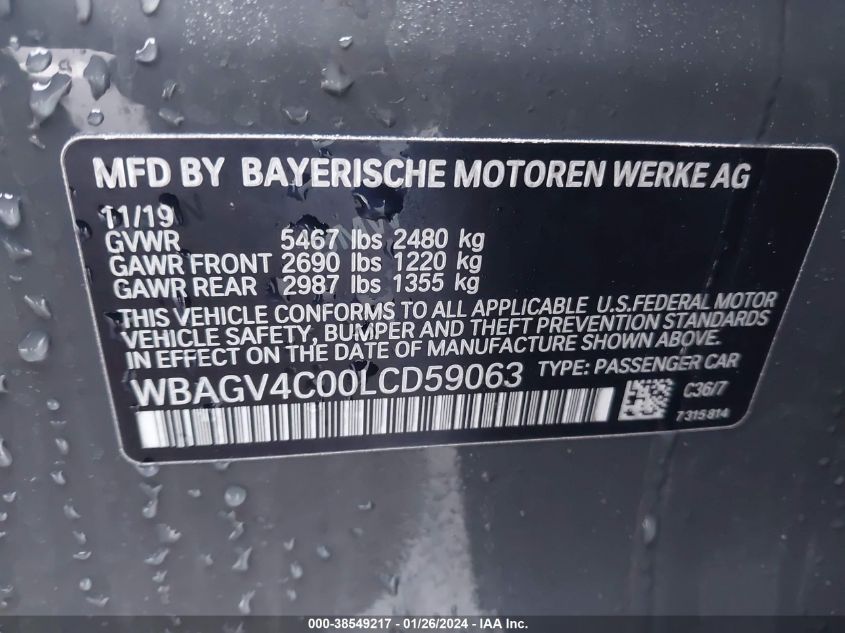 MFD BY BAYERISCHE MOTOREN WERKE AG
11/19
GVWR 5467 lbs 2480 kg
GAWR FRONT 2690 lbs 1220 kg
GAWR REAR 2987 lbs 1355 kg
THIS VEHICLE CONFORMS TO ALL APPLICABLE U.S.FEDERAL MOTOR
VEHICLE SAFETY, BUMPER AND THEFT PREVENTION STANDARDS
IN EFFECT ON THE DATE OF MANUFACTURE SHOWN ABOVE.
WBAGV4C00LCD59063 TYPE: PASSENGER CAR
C36/7
7315814
000-38549217 - 01/26/2024 - IAA Inc.